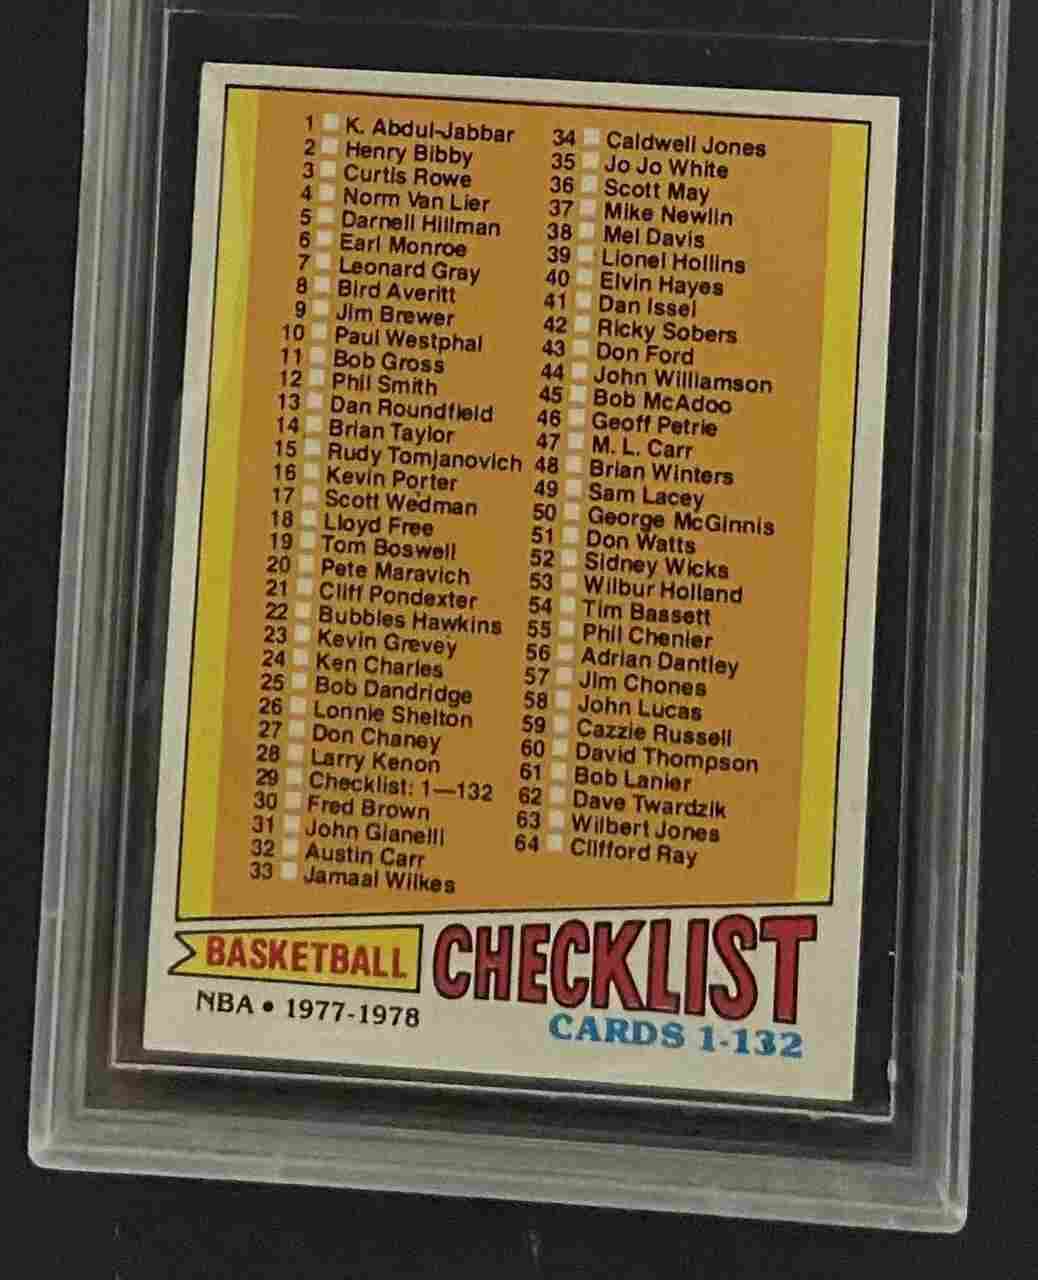 1 K. Abdul-Jabbar
2 Henry Bibby
3 Curtis Rowe
4 Norm Van Lier
5 Darnell Hillman
6 Earl Monroe
7 Leonard Gray
8 Bird Averitt
9 Jim Brewer
10 Paul Westphal
11 Bob Gross
12 Phil Smith
13 Dan Roundfield
14 Brian Taylor
15 Rudy Tomjanovich
16 Kevin Porter
17 Scott Wedman
18 Lloyd Free
19 Tom Boswell
20 Pete Maravich
21 Cliff Pondexter
22 Bubbles Hawkins
23 Kevin Grevey
24 Ken Charles
25 Bob Dandridge
26 Lonnie Shelton
27 Don Chaney
28 Larry Kenon
29 Checklist: 1—132
30 Fred Brown
31 John Gianelli
32 Austin Carr
33 Jamaal Wilkes
34 Caldwell Jones
35 Jo Jo White
36 Scott May
37 Mike Newlin
38 Mel Davis
39 Lionel Hollins
40 Elvin Hayes
41 Dan Issel
42 Ricky Sobers
43 Don Ford
44 John Williamson
45 Bob McAdoo
46 Geoff Petrie
47 M. L. Carr
48 Brian Winters
49 Sam Lacey
50 George McGinnis
51 Don Watts
52 Sidney Wicks
53 Wilbur Holland
54 Tim Bassett
55 Phil Chenier
56 Adrian Dantley
57 Jim Chones
58 John Lucas
59 Cazzie Russell
60 David Thompson
61 Bob Lanier
62 Dave Twardzik
63 Wilbert Jones
64 Clifford Ray
BASKETBALL CHECKLIST
NBA • 1977-1978
CARDS 1-132